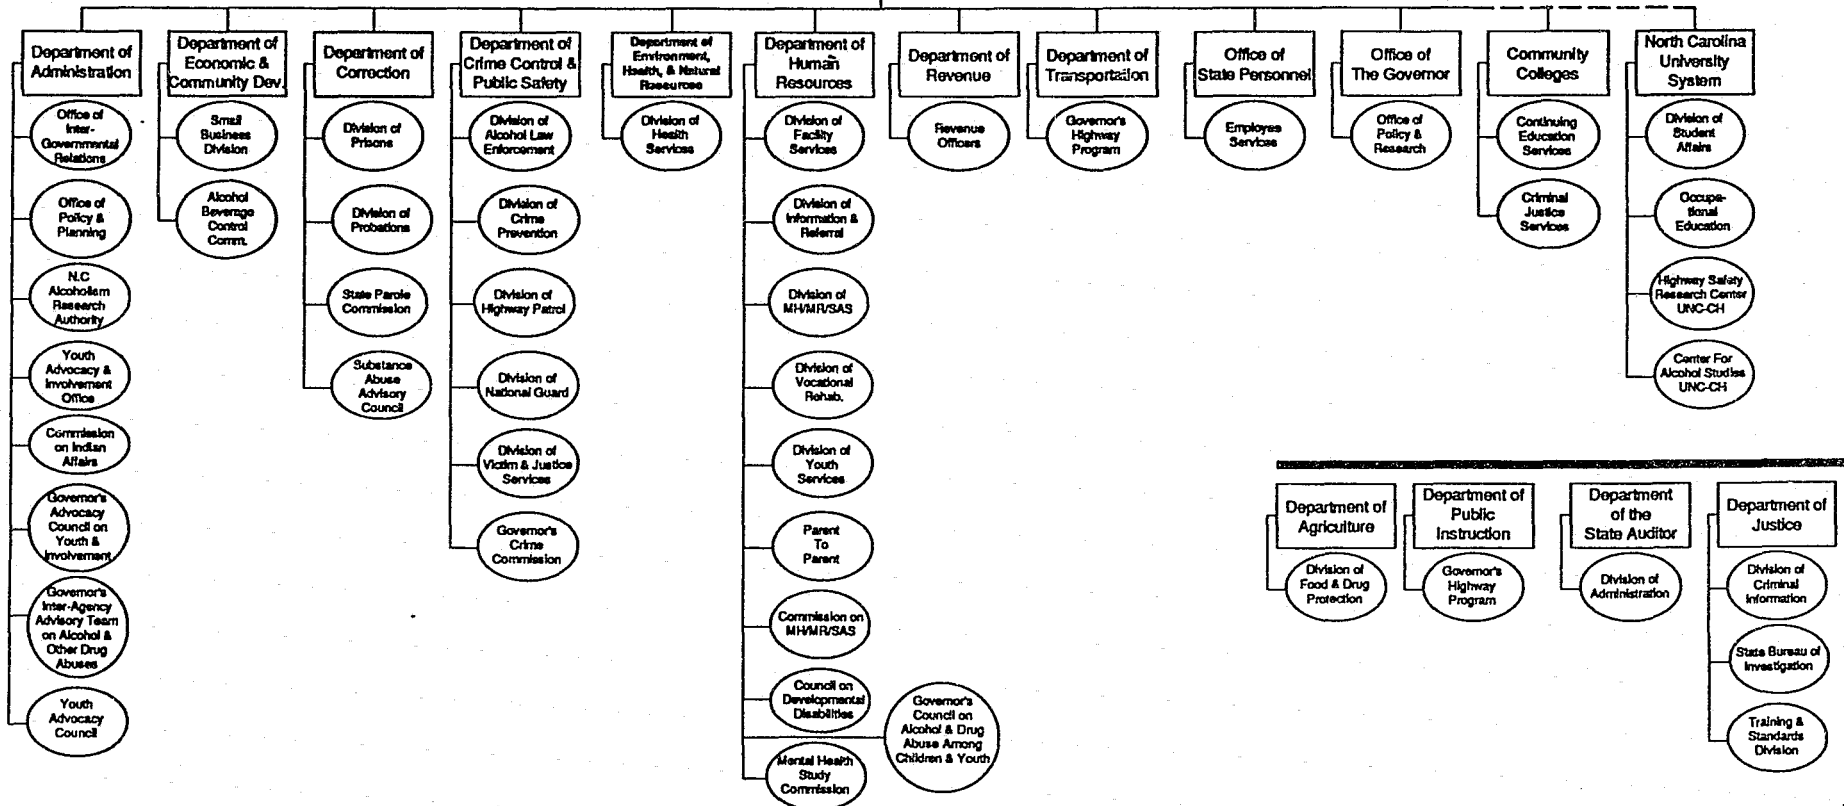 Department of
Administration
Office of
Inter-
Governmental
Relations
Office of
Policy &
Planning
N.C
Alcoholism
Research
Authority
Youth
Advocacy &
Involvement
Office
Commission
on Indian
Affairs
Governor's
Advocacy
Council on
Youth &
Involvement
Governor's
Inter-Agency
Advisory Team
on Alcohol &
Other Drug
Abuses
Youth
Advocacy
Council
Department of
Economic &
Community Dev.
Small
Business
Division
Alcohol
Beverage
Control
Comm.
Department of
Correction
Division of
Prisons
Division of
Probations
State Parole
Commission
Substance
Abuse
Advisory
Council
Department of
Crime Control &
Public Safety
Division of
Alcohol Law
Enforcement
Division of
Crime
Prevention
Division of
Highway Patrol
Division of
National Guard
Division of
Victim & Justice
Services
Governor's
Crime
Commission
Department of
Environment,
Health, & Natural
Resources
Division of
Health
Services
Department of
Human
Resources
Division of
Facility
Services
Division of
Information &
Referral
Division of
MH/MR/SAS
Division of
Vocational
Rehab.
Division of
Youth
Services
Parent
To
Parent
Commission on
MH/MR/SAS
Council on
Developmental
Disabilities
Governor's
Council on
Alcohol & Drug
Abuse Among
Children & Youth
Mental Health
Study
Commission
Department of
Revenue
Revenue
Officers
Department of
Transportation
Governor's
Highway
Program
Office of
State Personnel
Employee
Services
Office of
The Governor
Office of
Policy &
Research
Community
Colleges
Continuing
Education
Services
Criminal
Justice
Services
North Carolina
University
System
Division of
Student
Affairs
Occupa-
tional
Education
Highway Safety
Research Center
UNC-CH
Center For
Alcohol Studies
UNC-CH
Department of
Agriculture
Division of
Food & Drug
Protection
Department of
Public
Instruction
Governor's
Highway
Program
Department
of the
State Auditor
Division of
Administration
Department of
Justice
Division of
Criminal
Information
State Bureau of
Investigation
Training &
Standards
Division